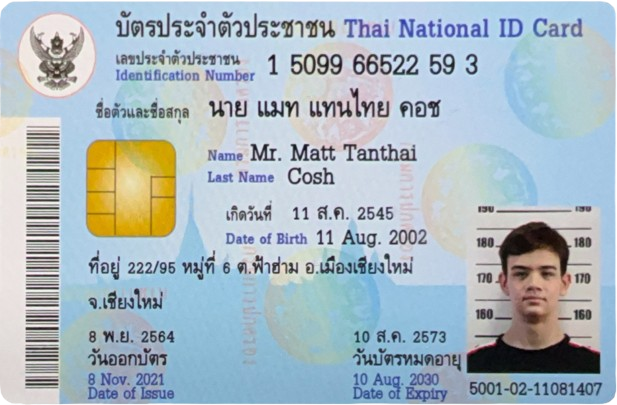 บัตรประจำตัวประชาชน Thai National ID Card
เลขประจำตัวประชาชน
Identification Number 1 5099 66522 59 3
ชื่อตัวและชื่อสกุล นาย แมท แทนไทย คอช
Name Mr. Matt Tanthai
Last Name Cosh
เกิดวันที่ 11 ส.ค. 2545
Date of Birth 11 Aug. 2002
ที่อยู่ 222/95 หมู่ที่ 6 ต.ฟ้าฮ่าม อ.เมืองเชียงใหม่
จ.เชียงใหม่
8 พ.ย. 2564
วันออกบัตร
8 Nov. 2021
Date of Issue
10 ส.ค. 2573
วันบัตรหมดอายุ
10 Aug. 2030
Date of Expiry
190 190
180 180
170 170
160 160
5001-02-11081407